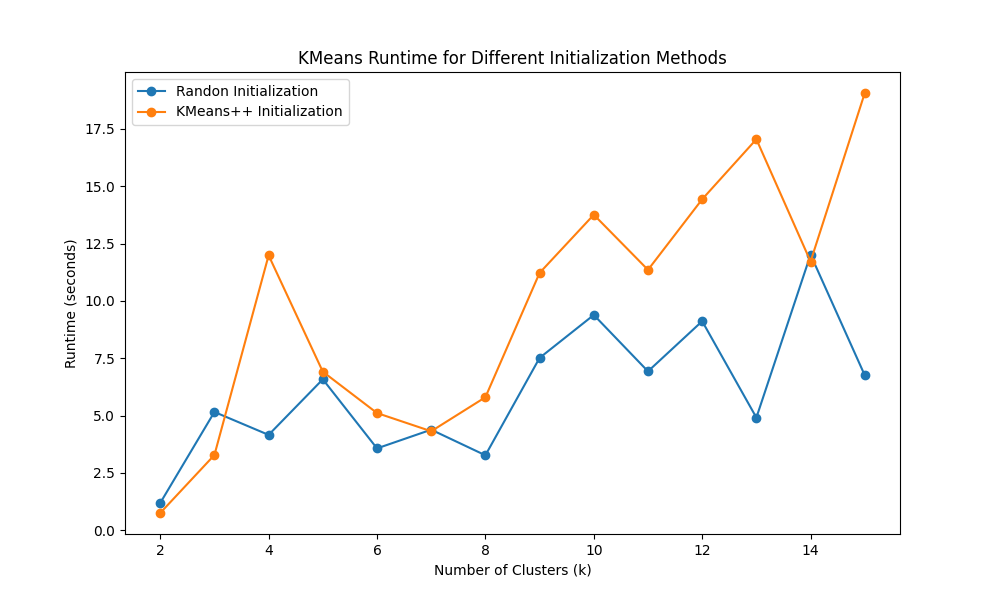 KMeans Runtime for Different Initialization Methods
Randon Initialization
KMeans++ Initialization
17.5
15.0
12.5
10.0
7.5
5.0
2.5
0.0
Runtime (seconds)
2 4 6 8 10 12 14
Number of Clusters (k)